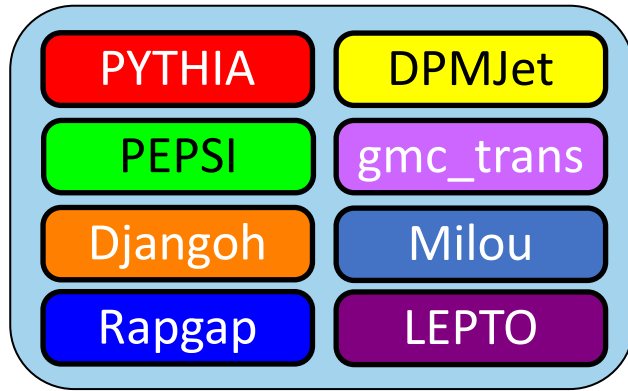 PYTHIA
DPMJet
PEPSI
gmc_trans
Djangoh
Milou
Rapgap
LEPTO